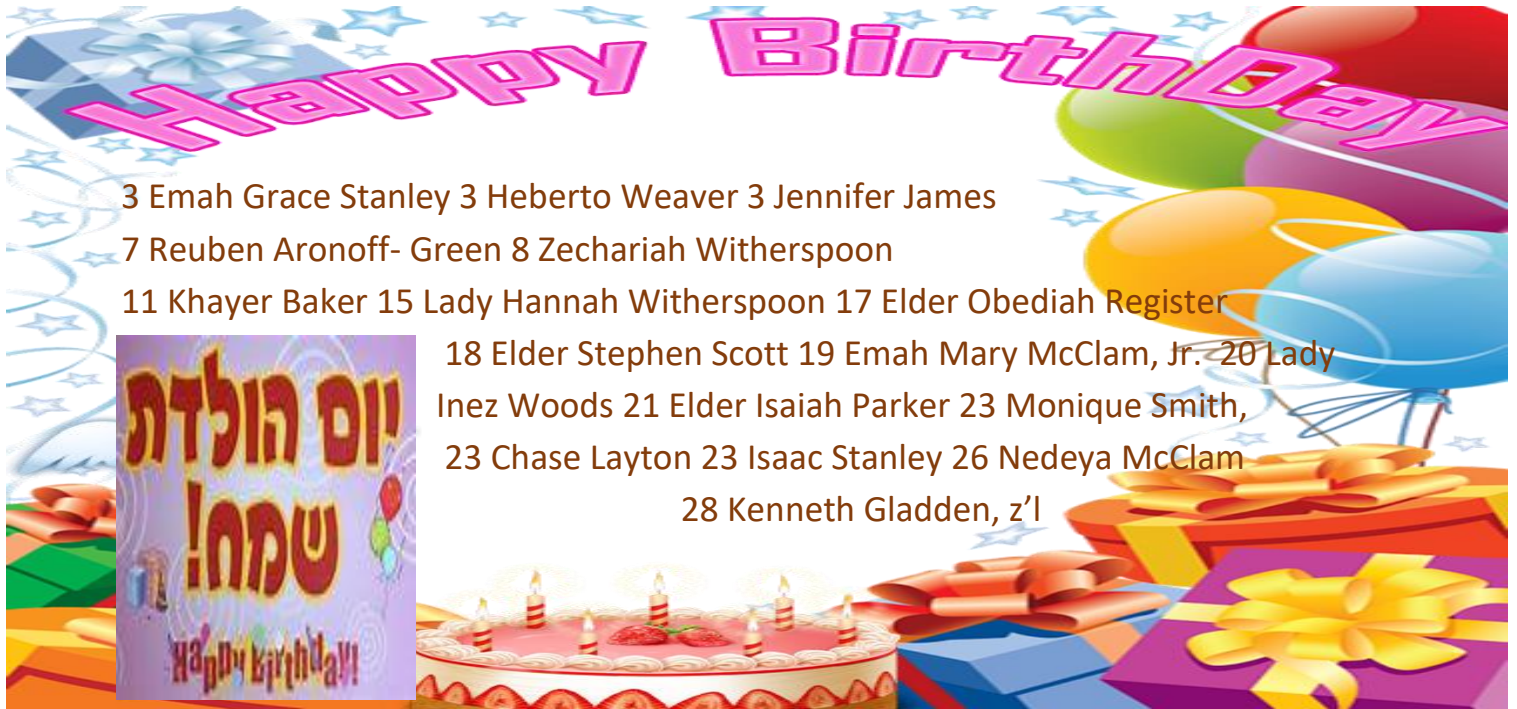 Happy BirthDay
3 Emah Grace Stanley 3 Heberto Weaver 3 Jennifer James
7 Reuben Aronoff- Green 8 Zechariah Witherspoon
11 Khayer Baker 15 Lady Hannah Witherspoon 17 Elder Obediah Register
18 Elder Stephen Scott 19 Emah Mary McClam, Jr. 20 Lady
Inez Woods 21 Elder Isaiah Parker 23 Monique Smith,
23 Chase Layton 23 Isaac Stanley 26 Nedeya McClam
28 Kenneth Gladden, z’l
יום הולדת
שמח!
Happy Birthday!